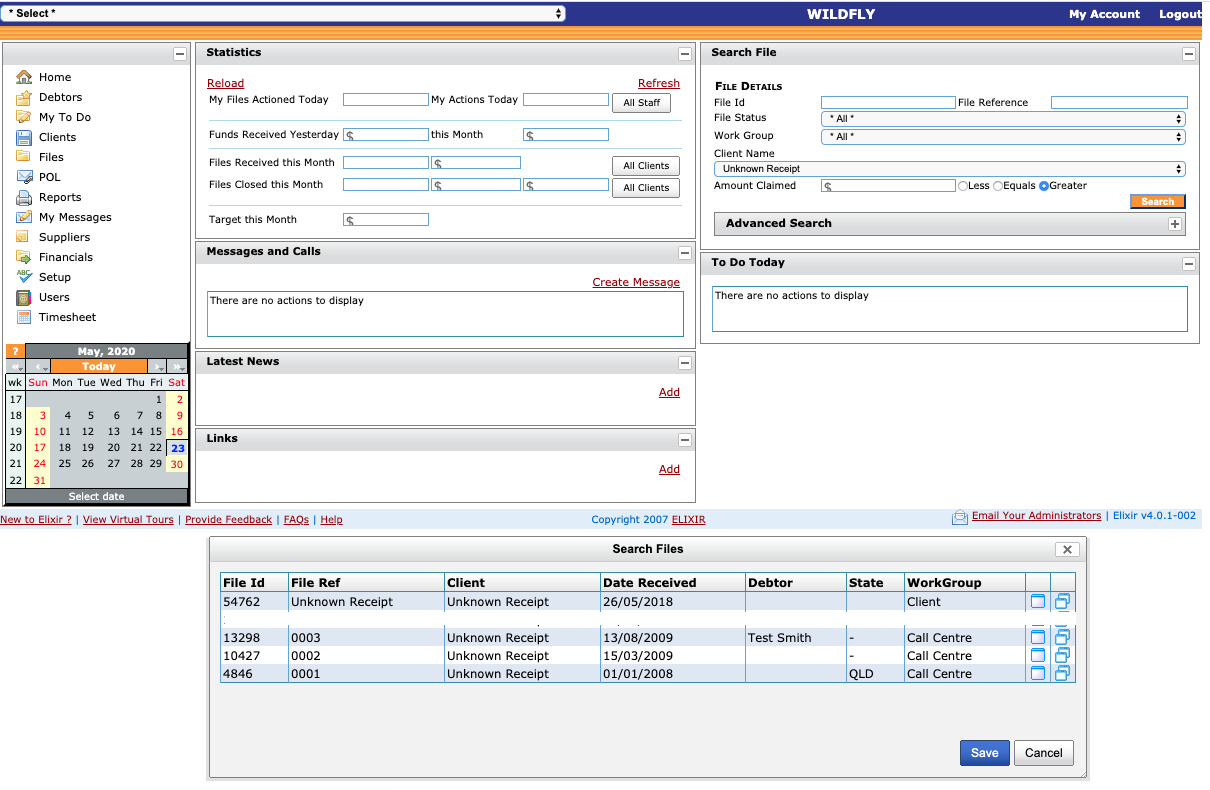 * Select *
WILDFLY
My Account
Logout
Home
Debtors
My To Do
Clients
Files
POL
Reports
My Messages
Suppliers
Financials
Setup
Users
Timesheet
? May, 2020
« ‹ Today › »
wk Sun Mon Tue Wed Thu Fri Sat
17 1 2
18 3 4 5 6 7 8 9
19 10 11 12 13 14 15 16
20 17 18 19 20 21 22 23
21 24 25 26 27 28 29 30
22 31
Select date
Statistics
Reload Refresh
My Files Actioned Today My Actions Today All Staff
Funds Received Yesterday $ this Month $
Files Received this Month $ All Clients
Files Closed this Month $ $ All Clients
Target this Month $
Messages and Calls
Create Message
There are no actions to display
Latest News
Add
Links
Add
Search File
File Details
File Id File Reference
File Status * All *
Work Group * All *
Client Name
Unknown Receipt
Amount Claimed $ Less Equals Greater
Search
Advanced Search
To Do Today
There are no actions to display
New to Elixir ? | View Virtual Tours | Provide Feedback | FAQs | Help
Copyright 2007 ELIXIR
Email Your Administrators | Elixir v4.0.1-002
Search Files
File Id File Ref Client Date Received Debtor State WorkGroup
54762 Unknown Receipt Unknown Receipt 26/05/2018 Client
13298 0003 Unknown Receipt 13/08/2009 Test Smith - Call Centre
10427 0002 Unknown Receipt 15/03/2009 - Call Centre
4846 0001 Unknown Receipt 01/01/2008 QLD Call Centre
Save Cancel